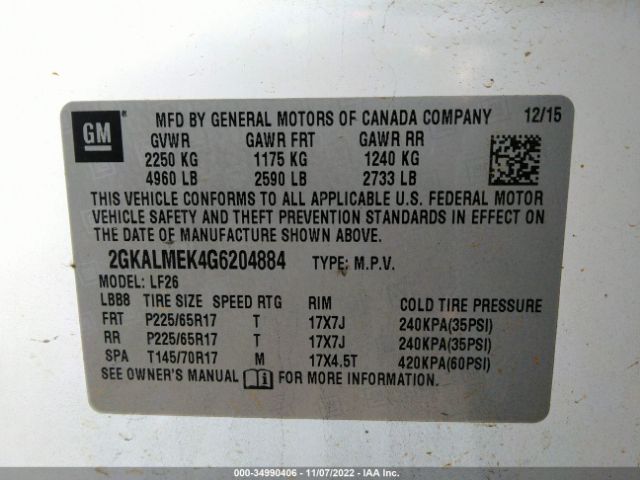 GM
MFD BY GENERAL MOTORS OF CANADA COMPANY 12/15
GVWR GAWR FRT GAWR RR
2250 KG 1175 KG 1240 KG
4960 LB 2590 LB 2733 LB
THIS VEHICLE CONFORMS TO ALL APPLICABLE U.S. FEDERAL MOTOR
VEHICLE SAFETY AND THEFT PREVENTION STANDARDS IN EFFECT ON
THE DATE OF MANUFACTURE SHOWN ABOVE.
2GKALMEK4G6204884 TYPE: M.P.V.
MODEL: LF26
LBB8 TIRE SIZE SPEED RTG RIM COLD TIRE PRESSURE
FRT P225/65R17 T 17X7J 240KPA(35PSI)
RR P225/65R17 T 17X7J 240KPA(35PSI)
SPA T145/70R17 M 17X4.5T 420KPA(60PSI)
SEE OWNER'S MANUAL i FOR MORE INFORMATION.
000-34990406 - 11/07/2022 - IAA Inc.